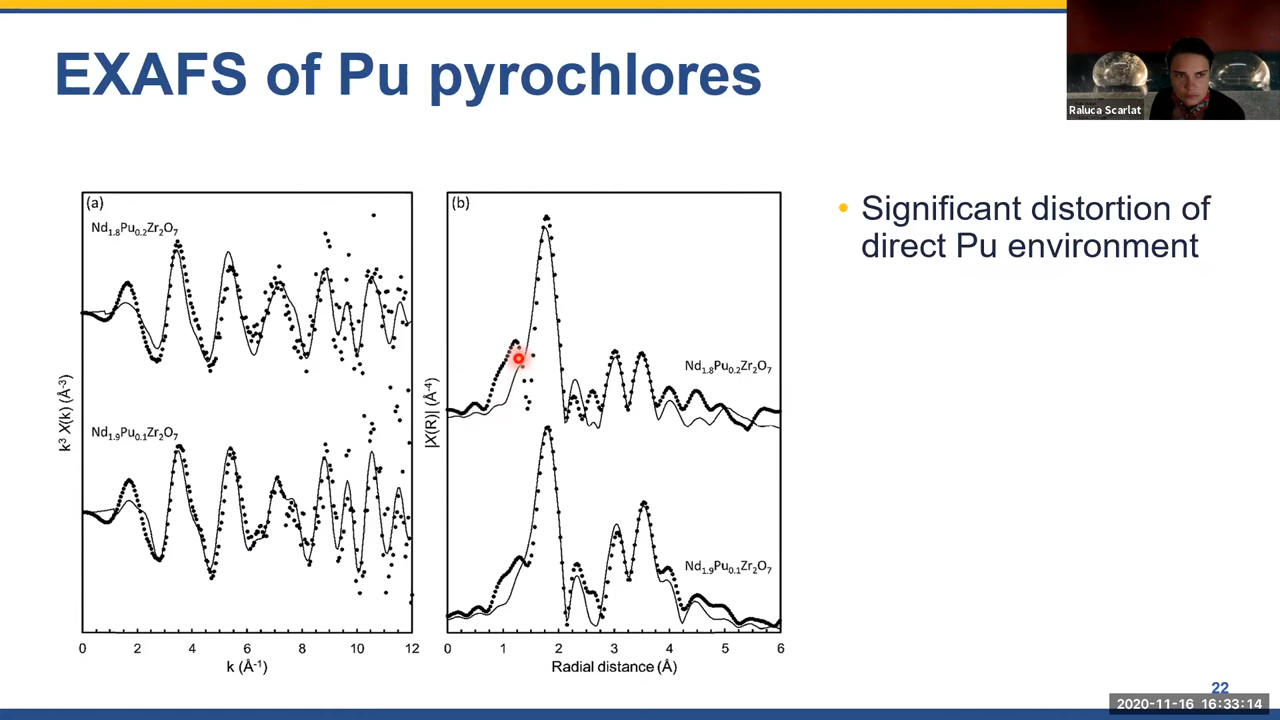 EXAFS of Pu pyrochlores
Raluca Scarlat
(a)
Nd1.8Pu0.2Zr2O7
Nd1.9Pu0.1Zr2O7
k3 X(k) (Å-3)
0 2 4 6 8 10 12
k (Å-1)
(b)
Nd1.8Pu0.2Zr2O7
Nd1.9Pu0.1Zr2O7
|X(R)| (Å-4)
0 1 2 3 4 5 6
Radial distance (Å)
• Significant distortion of
direct Pu environment
22
2020-11-16 16:33:14